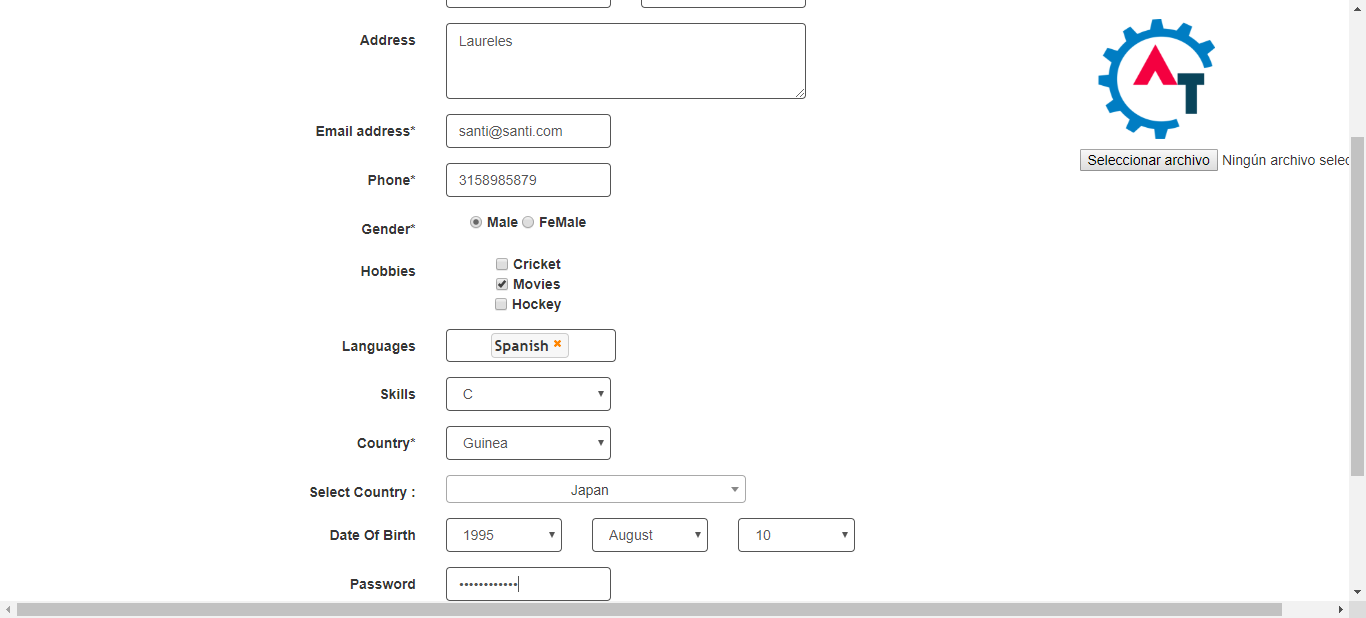 Address Laureles
Email address* santi@santi.com
Phone* 3158985879
Gender* Male FeMale
Hobbies Cricket
Movies
Hockey
Languages Spanish
Skills C
Country* Guinea
Select Country : Japan
Date Of Birth 1995 August 10
Password ••••••••••••
AT
Seleccionar archivo Ningún archivo selec